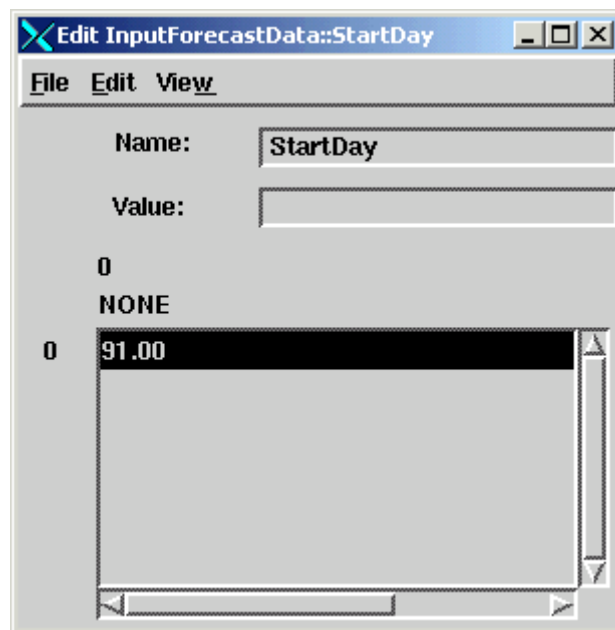 Edit InputForecastData::StartDay
File Edit View
Name: StartDay
Value:
0
NONE
0 91.00